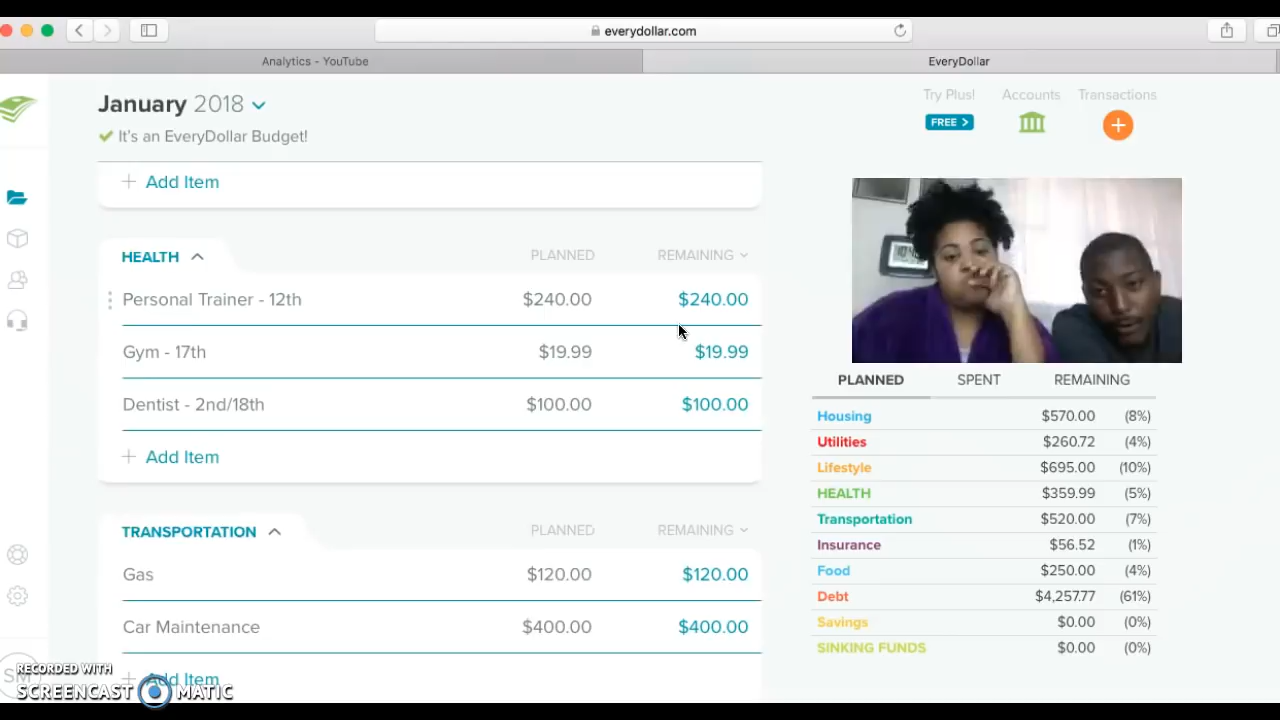 everydollar.com
Analytics - YouTube
EveryDollar
January 2018
It's an EveryDollar Budget!
Try Plus!
FREE >
Accounts
Transactions
Add Item
HEALTH PLANNED REMAINING
Personal Trainer - 12th $240.00 $240.00
Gym - 17th $19.99 $19.99
Dentist - 2nd/18th $100.00 $100.00
Add Item
TRANSPORTATION PLANNED REMAINING
Gas $120.00 $120.00
Car Maintenance $400.00 $400.00
Add Item
PLANNED SPENT REMAINING
Housing $570.00 (8%)
Utilities $260.72 (4%)
Lifestyle $695.00 (10%)
HEALTH $359.99 (5%)
Transportation $520.00 (7%)
Insurance $56.52 (1%)
Food $250.00 (4%)
Debt $4,257.77 (61%)
Savings $0.00 (0%)
SINKING FUNDS $0.00 (0%)
SM
RECORDED WITH
SCREENCAST MATIC